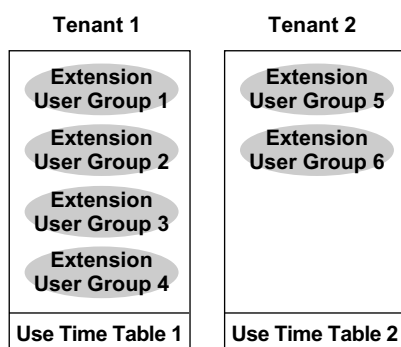 Tenant 1
Extension
User Group 1
Extension
User Group 2
Extension
User Group 3
Extension
User Group 4
Use Time Table 1
Tenant 2
Extension
User Group 5
Extension
User Group 6
Use Time Table 2